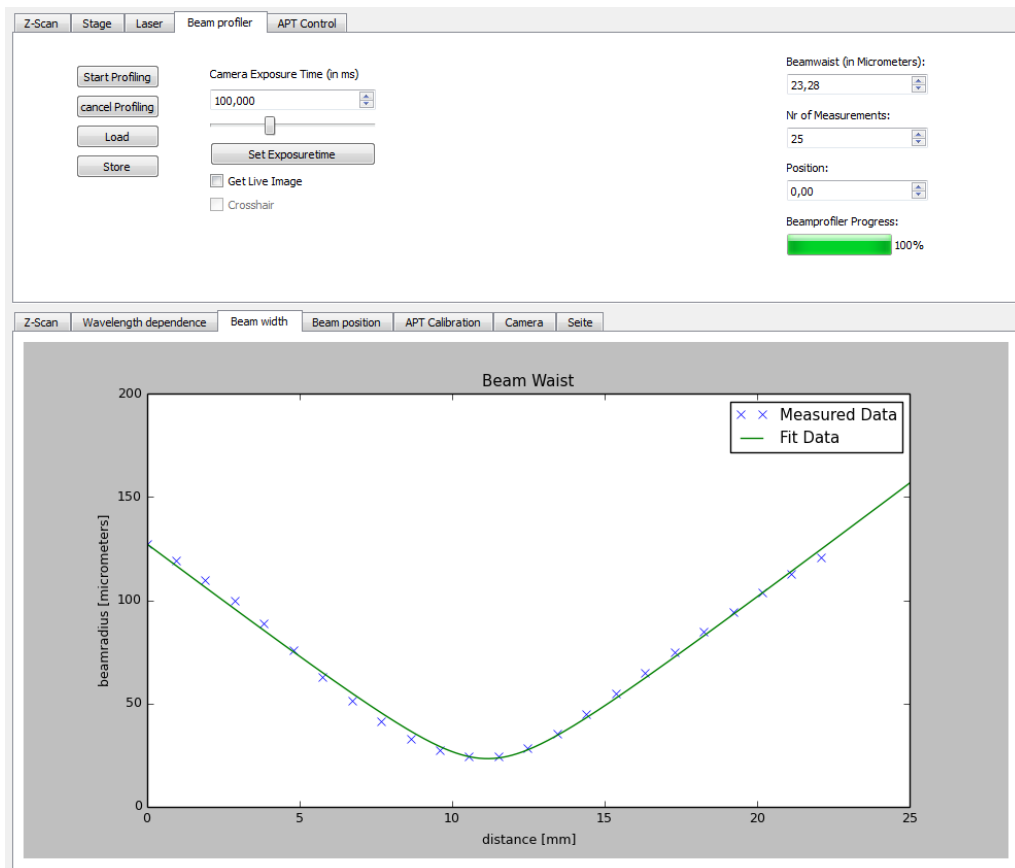 Z-Scan Stage Laser Beam profiler APT Control
Start Profiling
cancel Profiling
Load
Store
Camera Exposure Time (in ms)
100,000
Set Exposuretime
Get Live Image
Crosshair
Beamwaist (in Micrometers):
23,28
Nr of Measurements:
25
Position:
0,00
Beamprofiler Progress:
100%
Z-Scan Wavelength dependence Beam width Beam position APT Calibration Camera Seite
Beam Waist
Measured Data
Fit Data
beamradius [micrometers]
200
150
100
50
0
0 5 10 15 20 25
distance [mm]